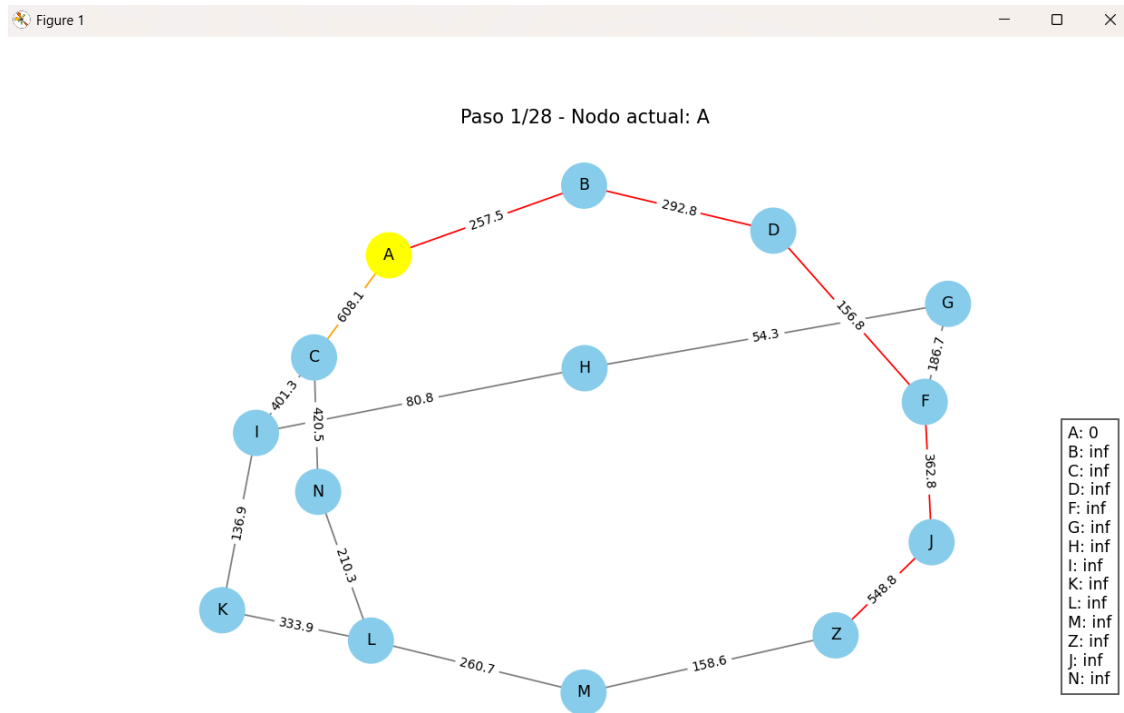 Figure 1
Paso 1/28 - Nodo actual: A
B
257.5
292.8
D
A
608.1
156.8
G
54.3
186.7
C
H
401.3
80.8
420.5
F
I
362.8
N
136.9
210.3
J
548.8
K
333.9
L
Z
260.7
158.6
M
A: 0
B: inf
C: inf
D: inf
F: inf
G: inf
H: inf
I: inf
K: inf
L: inf
M: inf
Z: inf
J: inf
N: inf